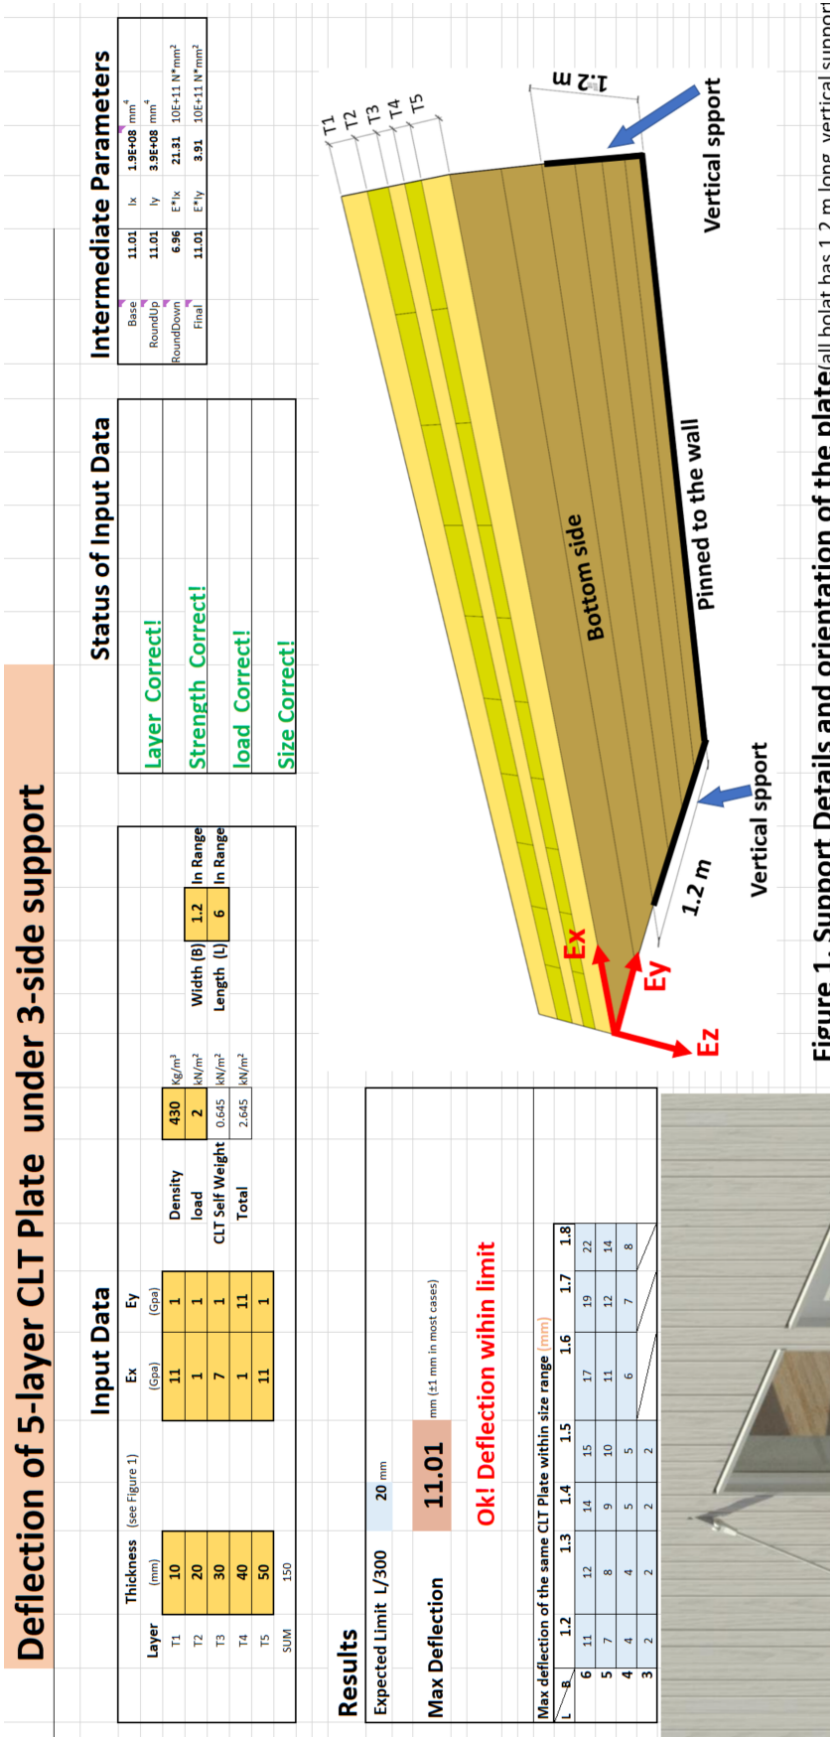 Deflection of 5-layer CLT Plate under 3-side support
Input Data
Layer Thickness (see Figure 1) Ex Ey
(mm) (Gpa) (Gpa)
T1 10 11 1 Density 430 Kg/m³
T2 20 1 1 load 2 kN/m² Width (B) 1.2 In Range
T3 30 7 1 CLT Self Weight 0.645 kN/m² Length (L) 6 In Range
T4 40 1 11 Total 2.645 kN/m²
T5 50 11 1
SUM 150
Status of Input Data
Layer Correct!
Strength Correct!
load Correct!
Size Correct!
Intermediate Parameters
Base 11.01 Ix 1.9E+08 mm⁴
RoundUp 11.01 Iy 3.9E+08 mm⁴
RoundDown 6.96 E*Ix 21.31 10E+11 N*mm²
Final 11.01 E*Iy 3.91 10E+11 N*mm²
Results
Expected Limit L/300 20 mm
Max Deflection 11.01 mm (±1 mm in most cases)
Ok! Deflection wihin limit
Max deflection of the same CLT Plate within size range (mm)
L B 1.2 1.3 1.4 1.5 1.6 1.7 1.8
6 11 12 14 15 17 19 22
5 7 8 9 10 11 12 14
4 4 4 5 5 6 7 8
3 2 2 2 2
T1
T2
T3
T4
T5
1.2 m
Bottom side
Ex
Ey
Ez
1.2 m
Pinned to the wall
Vertical spport
Vertical spport
Figure 1. Support Details and orientation of the plate(all holat has 1.2 m long vertical support